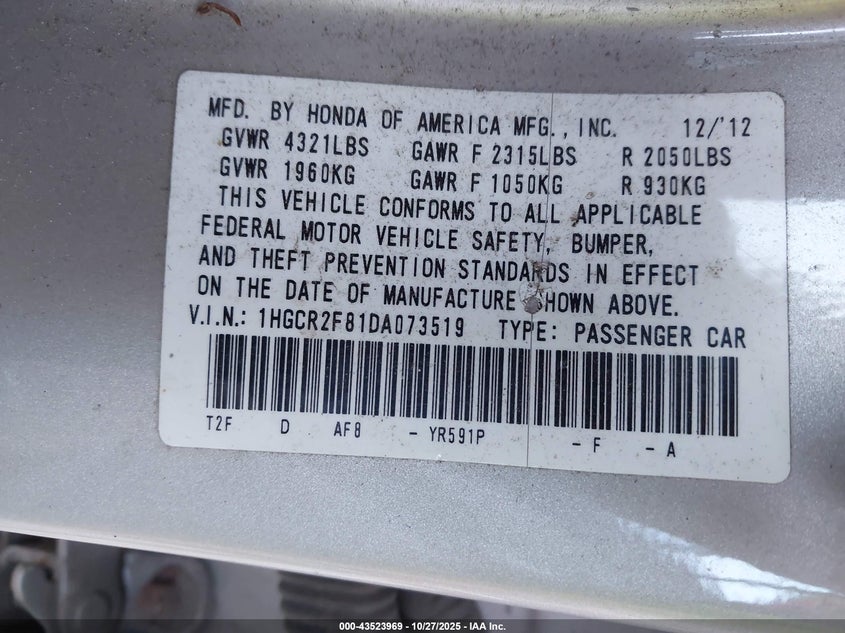 MFD. BY HONDA OF AMERICA MFG., INC. 12/'12
GVWR 4321LBS GAWR F 2315LBS R 2050LBS
GVWR 1960KG GAWR F 1050KG R 930KG
THIS VEHICLE CONFORMS TO ALL APPLICABLE
FEDERAL MOTOR VEHICLE SAFETY, BUMPER,
AND THEFT PREVENTION STANDARDS IN EFFECT
ON THE DATE OF MANUFACTURE SHOWN ABOVE.
V.I.N.: 1HGCR2F81DA073519 TYPE: PASSENGER CAR
T2F D AF8 - YR591P - F - A
000-43523969 | 10/27/2025 | IAA Inc.